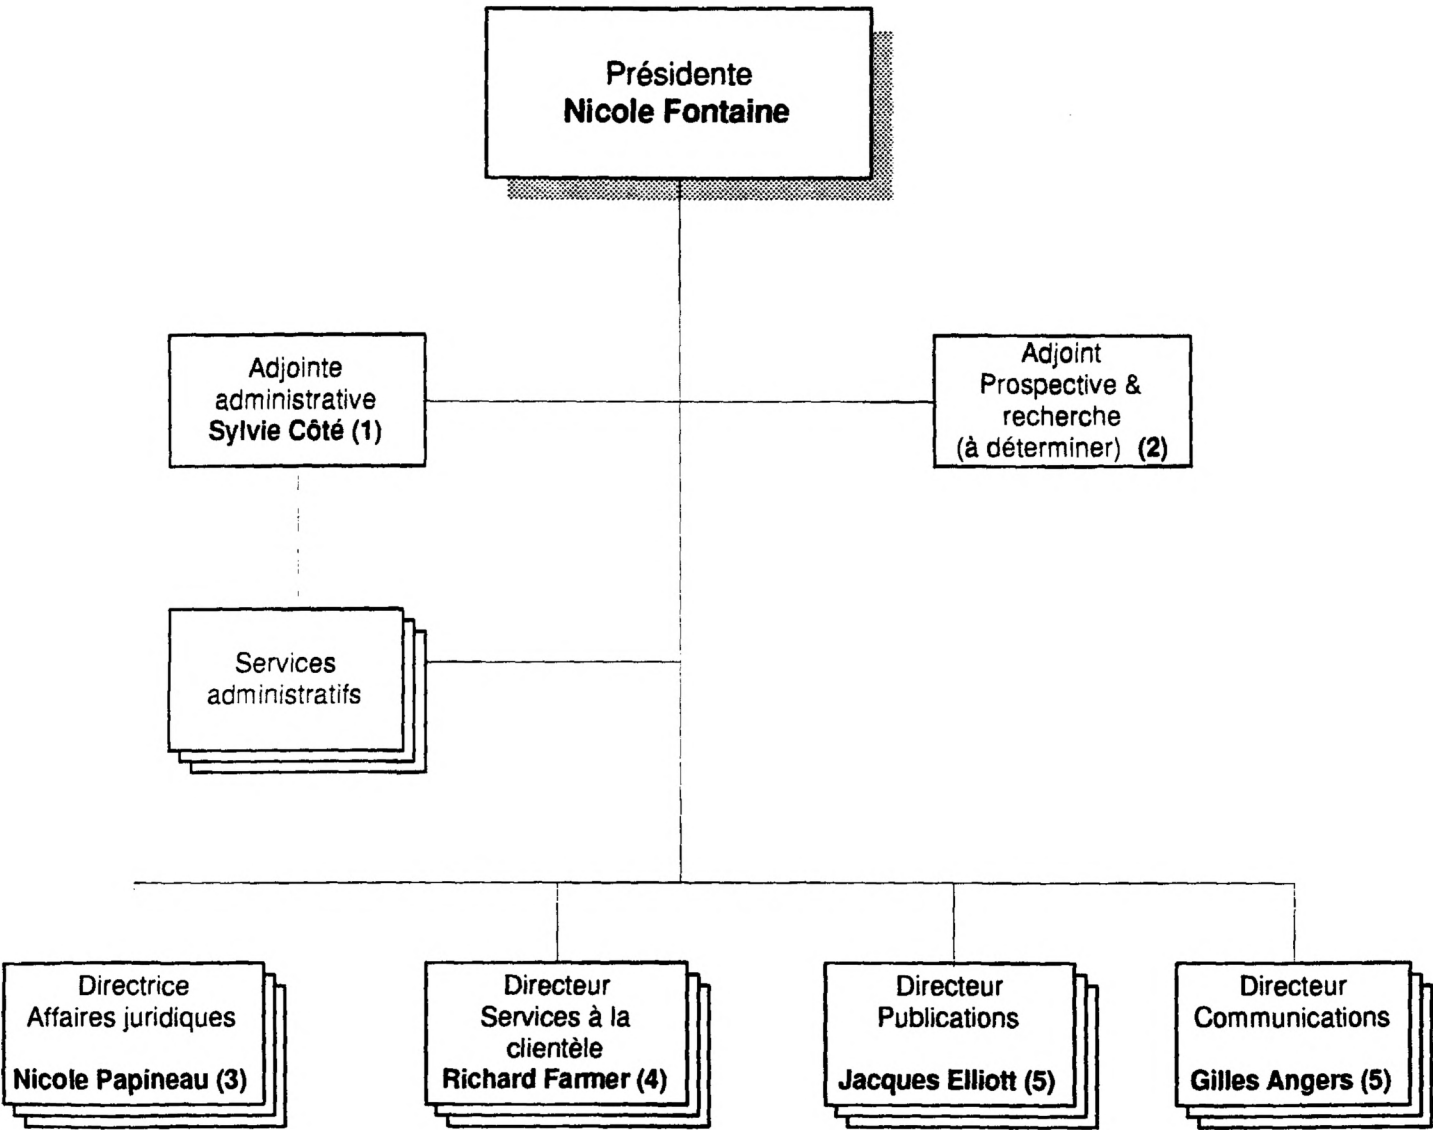 Présidente
Nicole Fontaine
Adjointe
administrative
Sylvie Côté (1)
Adjoint
Prospective &
recherche
(à déterminer) (2)
Services
administratifs
Directrice
Affaires juridiques
Nicole Papineau (3)
Directeur
Services à la
clientèle
Richard Farmer (4)
Directeur
Publications
Jacques Elliott (5)
Directeur
Communications
Gilles Angers (5)